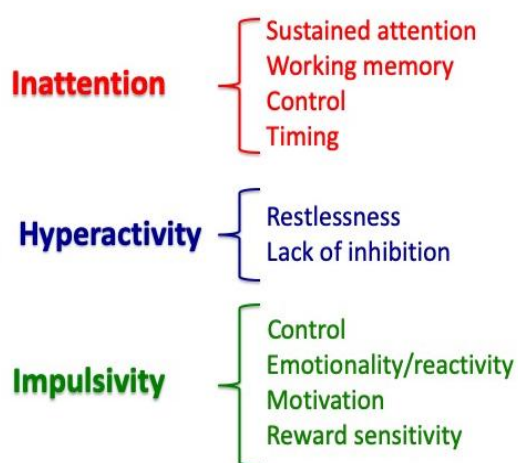 Inattention
Sustained attention
Working memory
Control
Timing
Hyperactivity
Restlessness
Lack of inhibition
Impulsivity
Control
Emotionality/reactivity
Motivation
Reward sensitivity